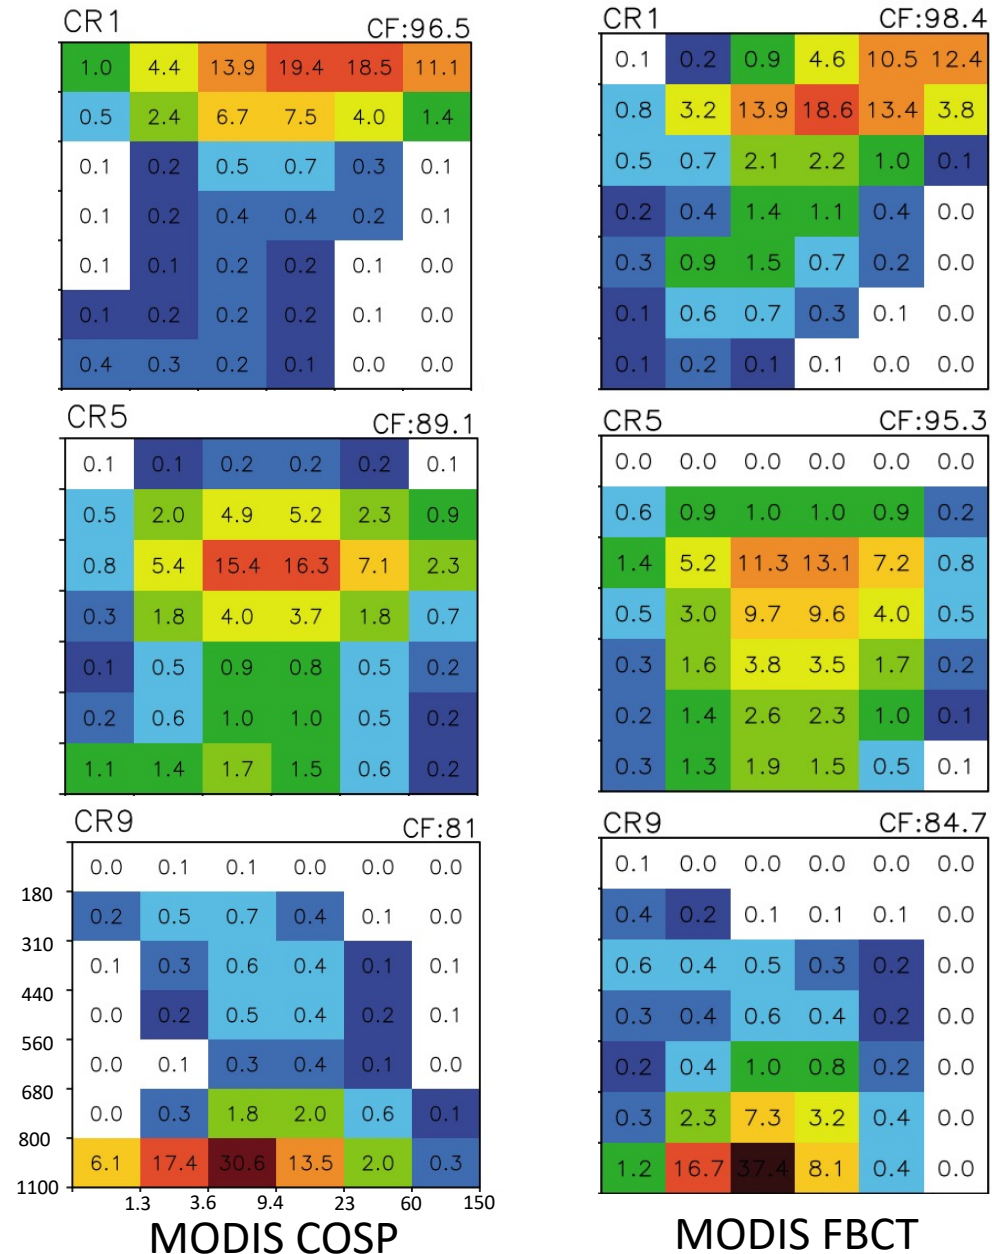 CR1 CF:96.5
1.0 4.4 13.9 19.4 18.5 11.1
0.5 2.4 6.7 7.5 4.0 1.4
0.1 0.2 0.5 0.7 0.3 0.1
0.1 0.2 0.4 0.4 0.2 0.1
0.1 0.1 0.2 0.2 0.1 0.0
0.1 0.2 0.2 0.2 0.1 0.0
0.4 0.3 0.2 0.1 0.0 0.0
CR1 CF:98.4
0.1 0.2 0.9 4.6 10.5 12.4
0.8 3.2 13.9 18.6 13.4 3.8
0.5 0.7 2.1 2.2 1.0 0.1
0.2 0.4 1.4 1.1 0.4 0.0
0.3 0.9 1.5 0.7 0.2 0.0
0.1 0.6 0.7 0.3 0.1 0.0
0.1 0.2 0.1 0.1 0.0 0.0
CR5 CF:89.1
0.1 0.1 0.2 0.2 0.2 0.1
0.5 2.0 4.9 5.2 2.3 0.9
0.8 5.4 15.4 16.3 7.1 2.3
0.3 1.8 4.0 3.7 1.8 0.7
0.1 0.5 0.9 0.8 0.5 0.2
0.2 0.6 1.0 1.0 0.5 0.2
1.1 1.4 1.7 1.5 0.6 0.2
CR5 CF:95.3
0.0 0.0 0.0 0.0 0.0 0.0
0.6 0.9 1.0 1.0 0.9 0.2
1.4 5.2 11.3 13.1 7.2 0.8
0.5 3.0 9.7 9.6 4.0 0.5
0.3 1.6 3.8 3.5 1.7 0.2
0.2 1.4 2.6 2.3 1.0 0.1
0.3 1.3 1.9 1.5 0.5 0.1
CR9 CF:81
0.0 0.1 0.1 0.0 0.0 0.0
180
0.2 0.5 0.7 0.4 0.1 0.0
310
0.1 0.3 0.6 0.4 0.1 0.1
440
0.0 0.2 0.5 0.4 0.2 0.1
560
0.0 0.1 0.3 0.4 0.1 0.0
680
0.0 0.3 1.8 2.0 0.6 0.1
800
6.1 17.4 30.6 13.5 2.0 0.3
1100
1.3 3.6 9.4 23 60 150
MODIS COSP
CR9 CF:84.7
0.1 0.0 0.0 0.0 0.0 0.0
0.4 0.2 0.1 0.1 0.1 0.0
0.6 0.4 0.5 0.3 0.2 0.0
0.3 0.4 0.6 0.4 0.2 0.0
0.2 0.4 1.0 0.8 0.2 0.0
0.3 2.3 7.3 3.2 0.4 0.0
1.2 16.7 37.4 8.1 0.4 0.0
MODIS FBCT